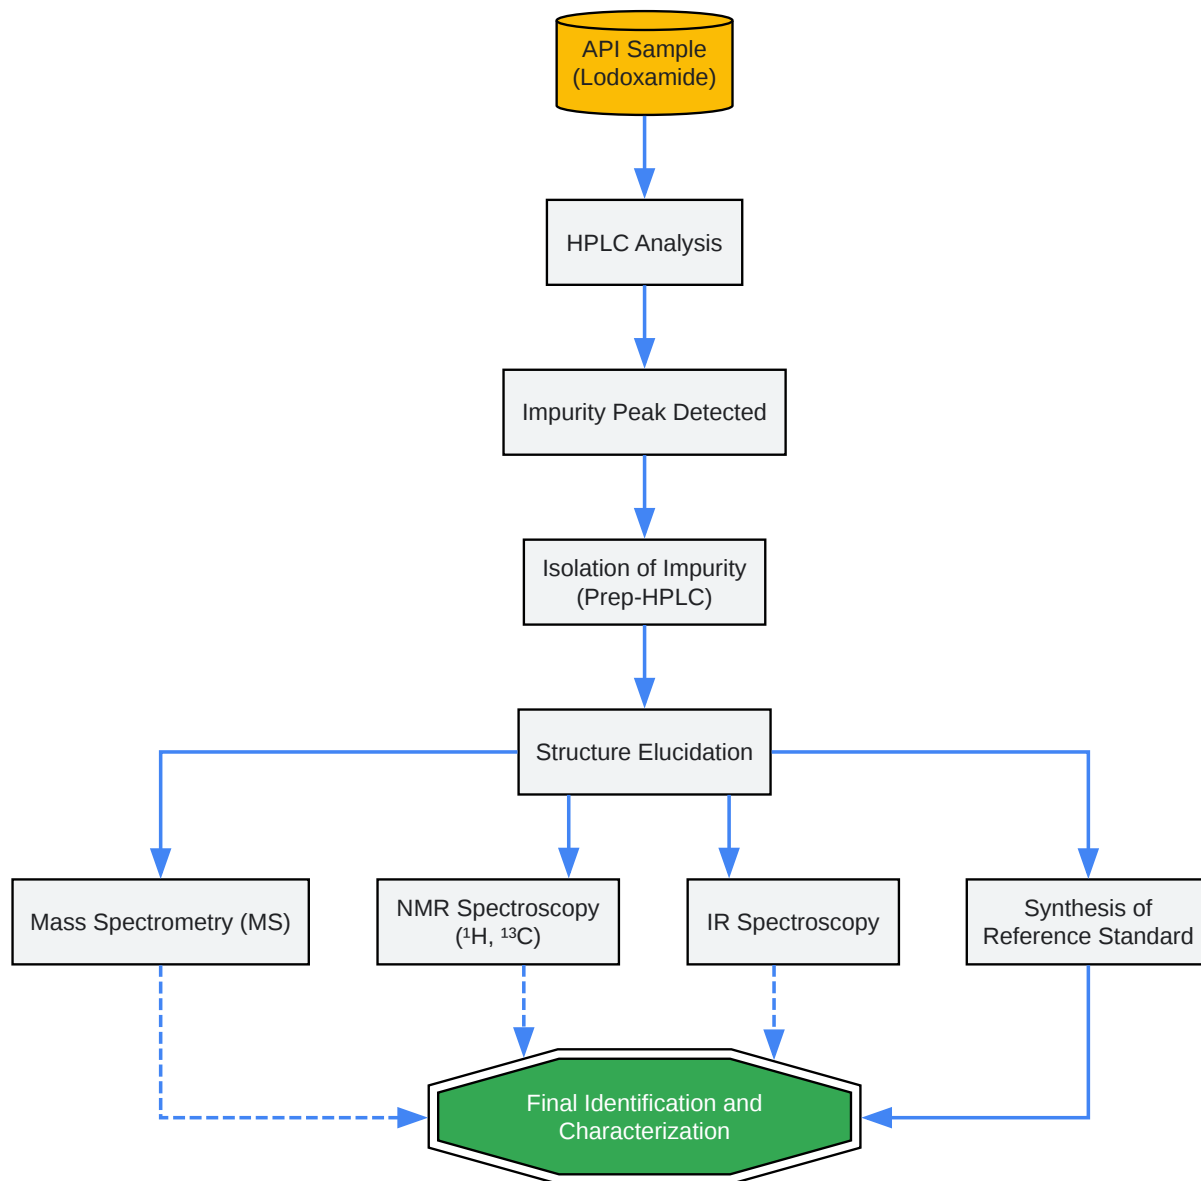 API Sample
(Lodoxamide)
HPLC Analysis
Impurity Peak Detected
Isolation of Impurity
(Prep-HPLC)
Structure Elucidation
Mass Spectrometry (MS)
NMR Spectroscopy
(¹H, ¹³C)
IR Spectroscopy
Synthesis of
Reference Standard
Final Identification and
Characterization